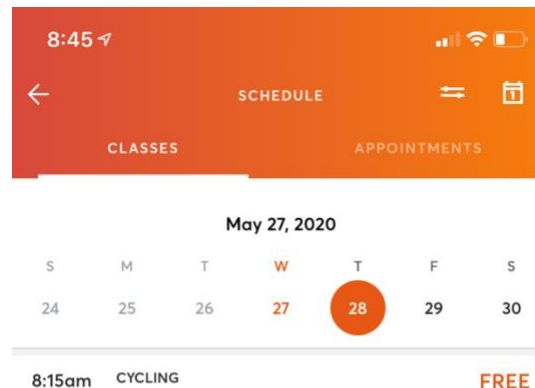 8:45
SCHEDULE 1
CLASSES APPOINTMENTS
May 27, 2020
S M T W T F S
24 25 26 27 28 29 30
8:15am CYCLING FREE